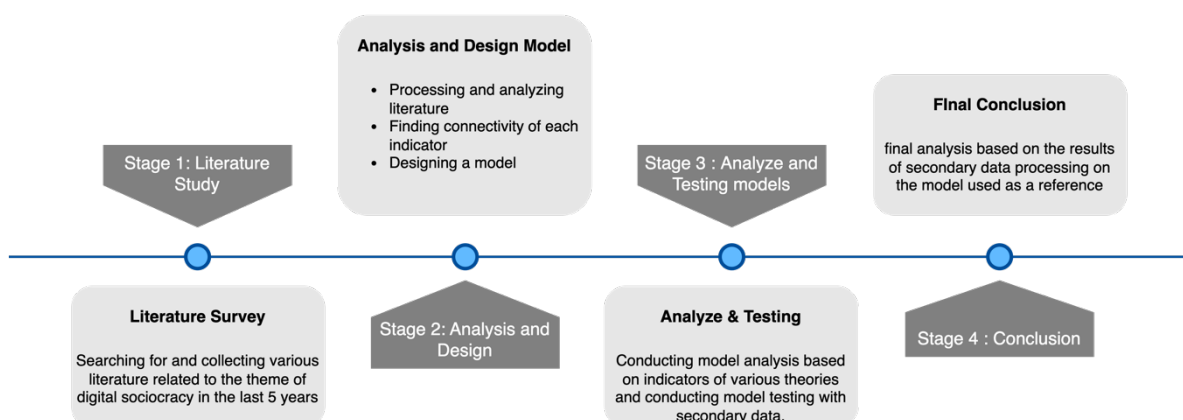 Stage 1: Literature
Study
Literature Survey
Searching for and collecting various
literature related to the theme of
digital sociocracy in the last 5 years
Analysis and Design Model
• Processing and analyzing
literature
• Finding connectivity of each
indicator
• Designing a model
Stage 2: Analysis and
Design
Stage 3 : Analyze and
Testing models
Analyze & Testing
Conducting model analysis based
on indicators of various theories
and conducting model testing with
secondary data.
FInal Conclusion
final analysis based on the results
of secondary data processing on
the model used as a reference
Stage 4 : Conclusion